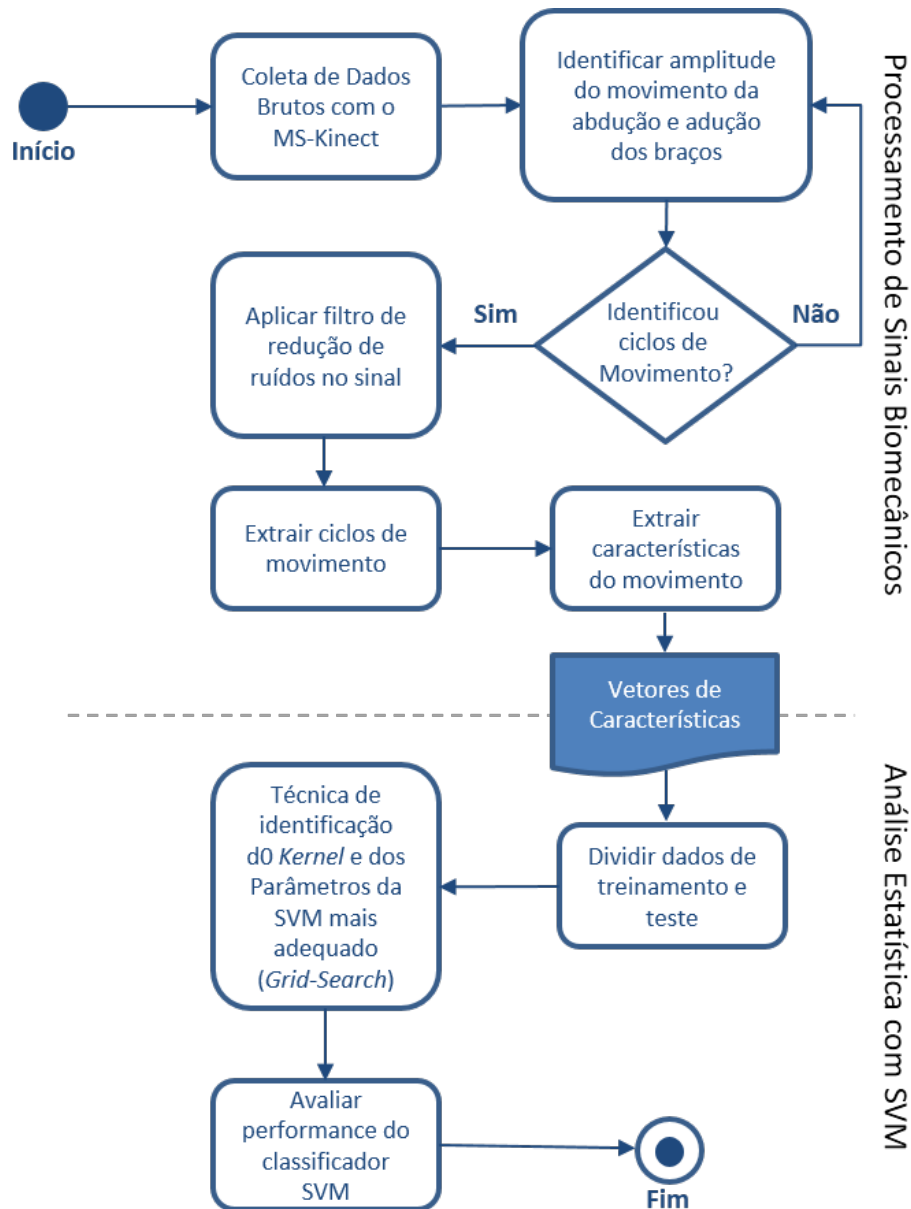 Início
Coleta de Dados
Brutos com o
MS-Kinect
Identificar amplitude
do movimento da
abdução e adução
dos braços
Identificou
ciclos de
Movimento?
Sim
Não
Aplicar filtro de
redução de
ruídos no sinal
Extrair ciclos de
movimento
Extrair
características
do movimento
Vetores de
Características
Processamento de Sinais Biomecânicos
Dividir dados de
treinamento e
teste
Técnica de
identificação
d0 Kernel e dos
Parâmetros da
SVM mais
adequado
(Grid-Search)
Avaliar
performance do
classificador
SVM
Fim
Análise Estatística com SVM